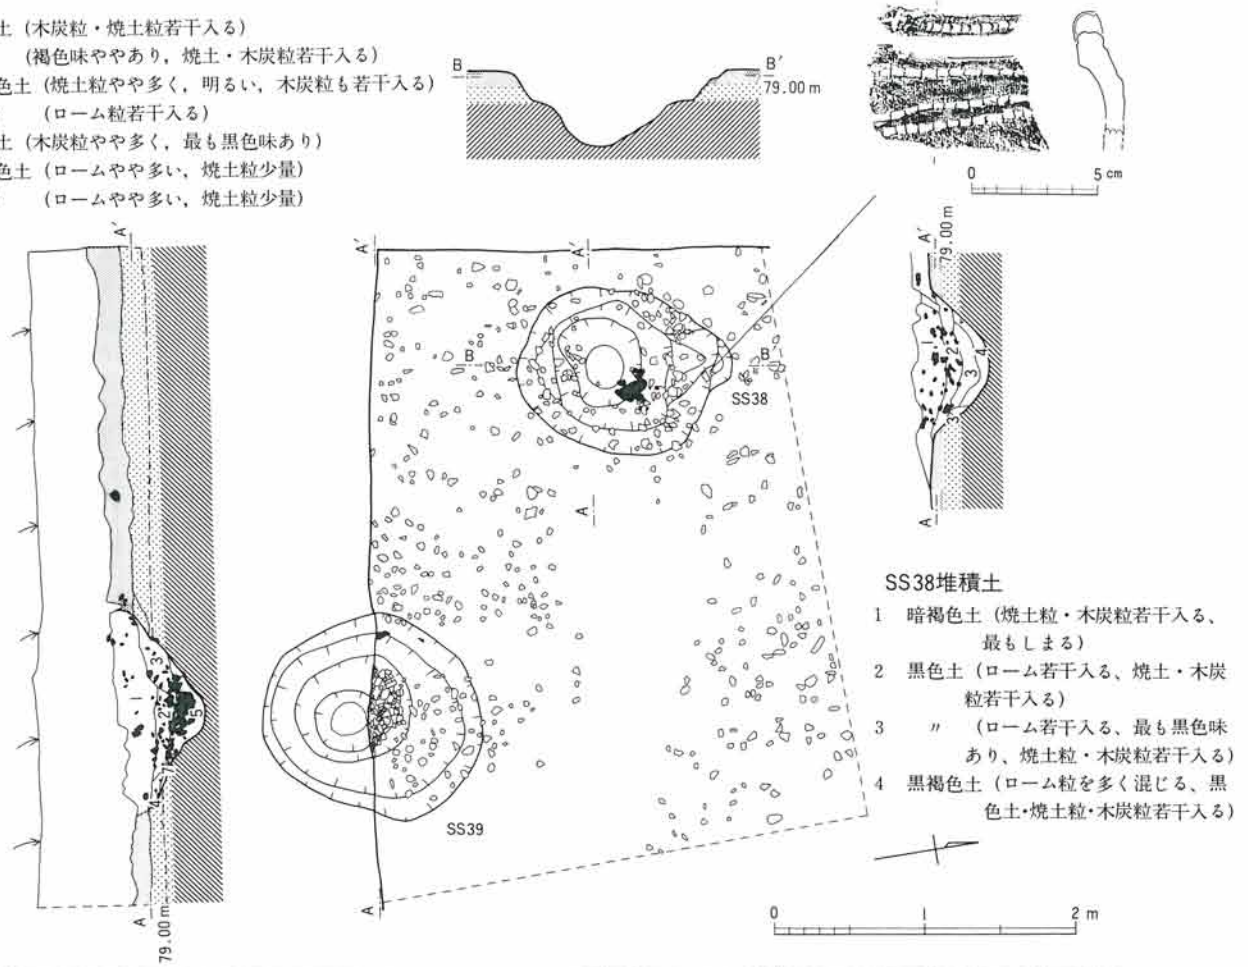 土 (木炭粒・焼土粒若干入る)
(褐色味ややあり，焼土・木炭粒若干入る)
色土 (焼土粒やや多く，明るい，木炭粒も若干入る)
(ローム粒若干入る)
土 (木炭粒やや多く，最も黒色味あり)
色土 (ロームやや多い，焼土粒少量)
(ロームやや多い，焼土粒少量)
B B′
79.00 m
0 5 cm
A′ A′ A′ A′
79.00 m
B B′
SS38
1 2 3 4 3
A
A
3
1 2 5
7
4
SS39
A A
79.00 m
SS38堆積土
1 暗褐色土 (焼土粒・木炭粒若干入る、
最もしまる)
2 黒色土 (ローム若干入る、焼土・木炭
粒若干入る)
3 〃 (ローム若干入る、最も黒色味
あり、焼土粒・木炭粒若干入る)
4 黒褐色土 (ローム粒を多く混じる、黒
色土・焼土粒・木炭粒若干入る)
0 1 2 m